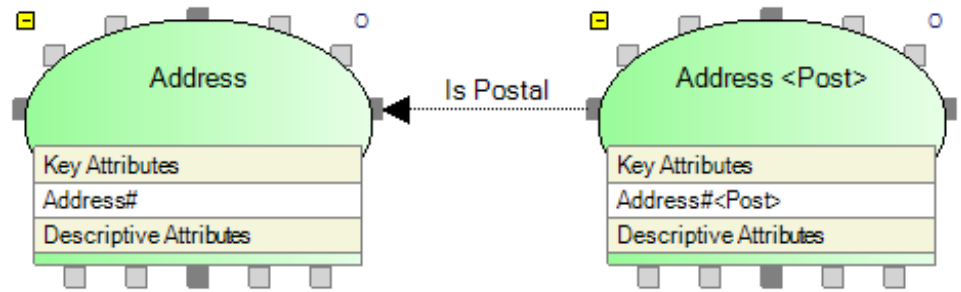 Address
Key Attributes
Address#
Descriptive Attributes
Is Postal
Address <Post>
Key Attributes
Address#<Post>
Descriptive Attributes